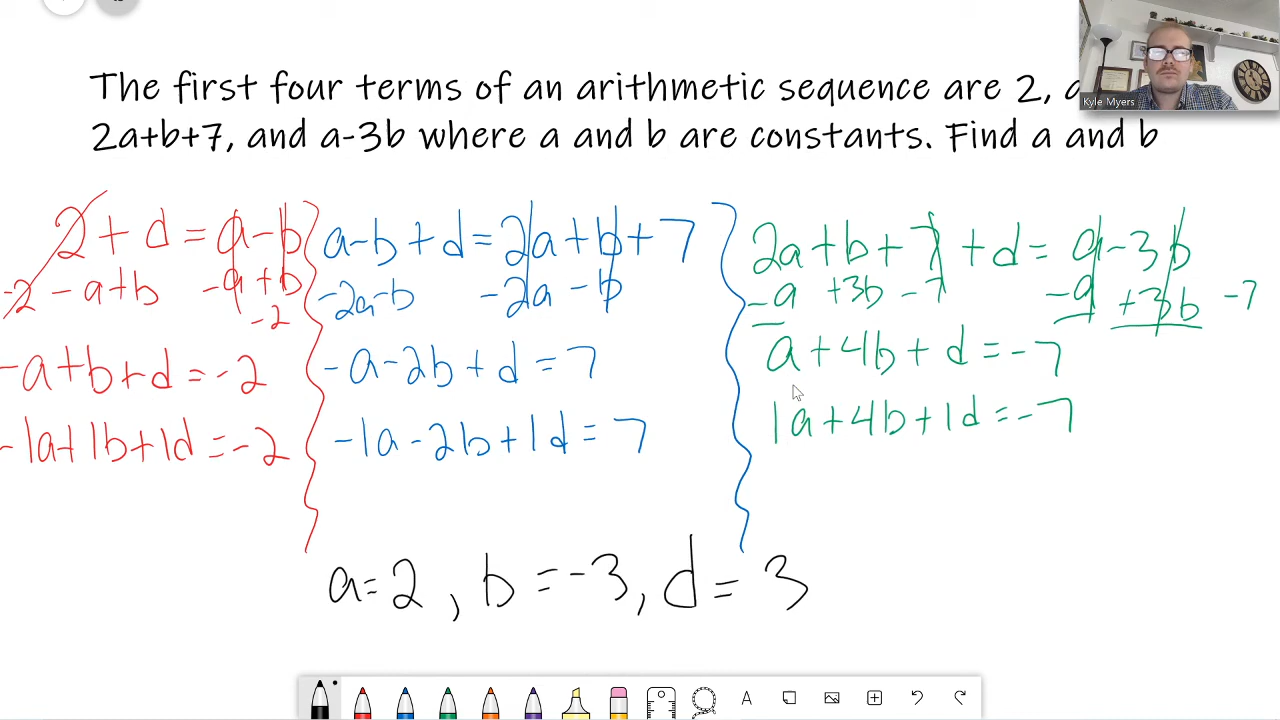 The first four terms of an arithmetic sequence are 2, a
2a+b+7, and a-3b where a and b are constants. Find a and b
Kyle Myers
2 + d = a - b
-2 - a + b - a + b
-2
-a + b + d = -2
-1a + 1b + 1d = -2
a - b + d = 2a + b + 7
-2a - b -2a - b
-a - 2b + d = 7
-1a - 2b + 1d = 7
2a + b + 7 + d = a - 3b
-a +3b -7 -a +3b -7
a + 4b + d = -7
1a + 4b + 1d = -7
a = 2, b = -3, d = 3
A